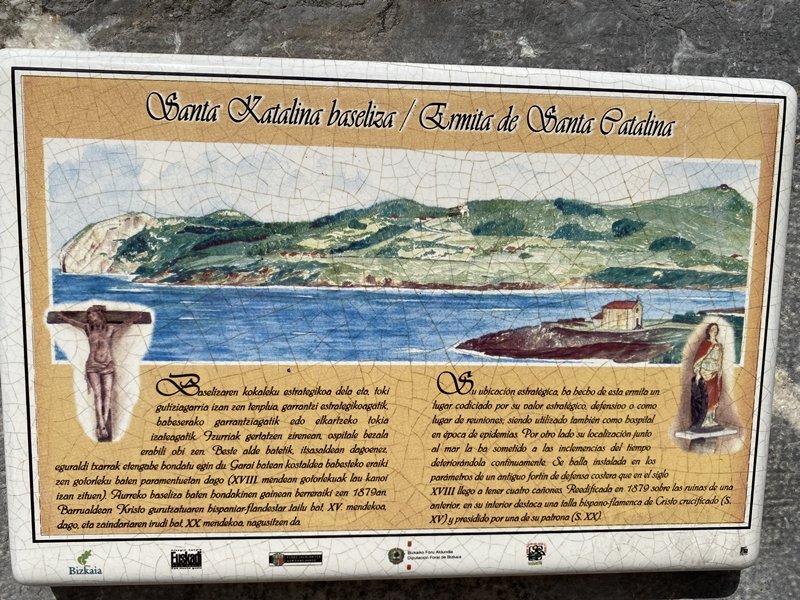 Santa Katalina baseliza / Ermita de Santa Catalina
Baselizaren kokaleku estrategikoa dela eta, toki
gutiziagarria izan zen tenplua, garrantzi estrategikoagatik,
babeserako garrantziagatik edo elkartzeko tokia
izateagatik. Izurriak gertatzen zirenean, ospitale bezala
erabili ohi zen. Beste alde batetik, itsasaldean dagoenez,
eguraldi txarrak etengabe hondatu egin du. Garai batean kostaldea babesteko eraiki
zen gotorleku baten paramentuetan dago (XVIII. mendean gotorlekuak lau kanoi
izan zituen). Aurreko baseliza baten hondakinen gainean berreraiki zen 1879an.
Barrualdean Kristo gurutzatuaren hispaniar-flandestar tailu bat, XV. mendekoa,
dago, eta zaindariaren irudi bat, XX. mendekoa, nagusitzen da.
Su ubicación estratégica, ha hecho de esta ermita un
lugar codiciado por su valor estratégico, defensivo o como
lugar de reuniones; siendo utilizado también como hospital
en época de epidemias. Por otro lado su localización junto
al mar la ha sometido a las inclemencias del tiempo
deteriorándola continuamente. Se halla instalada en los
parámetros de un antiguo fortín de defensa costera que en el siglo
XVIII llego a tener cuatro cañones. Reedificada en 1879 sobre las ruinas de una
anterior, en su interior destaca una talla hispano-flamenca de Cristo crucificado (S.
XV) y presidido por una de su patrona (S. XX).
Bizkaia
Euskadi
Bizkaiko Foru Aldundia
Diputación Foral de Bizkaia